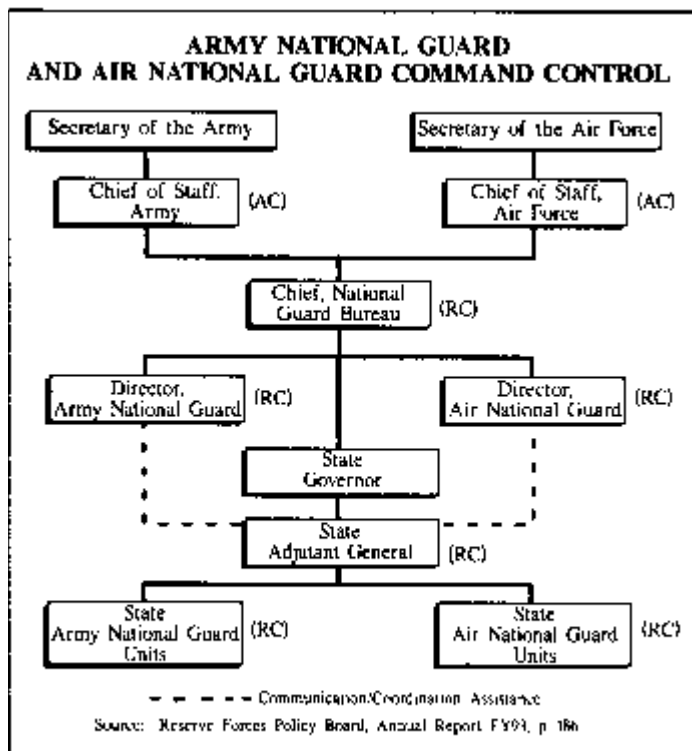 ARMY NATIONAL GUARD
AND AIR NATIONAL GUARD COMMAND CONTROL
Secretary of the Army
Secretary of the Air Force
Chief of Staff,
Army
(AC)
Chief of Staff,
Air Force
(AC)
Chief, National
Guard Bureau
(RC)
Director,
Army National Guard
(RC)
Director,
Air National Guard
(RC)
State
Governor
State
Adjutant General
(RC)
State
Army National Guard
Units
(RC)
State
Air National Guard
Units
(RC)
Communication/Coordination Assistance
Source: Reserve Forces Policy Board, Annual Report, p